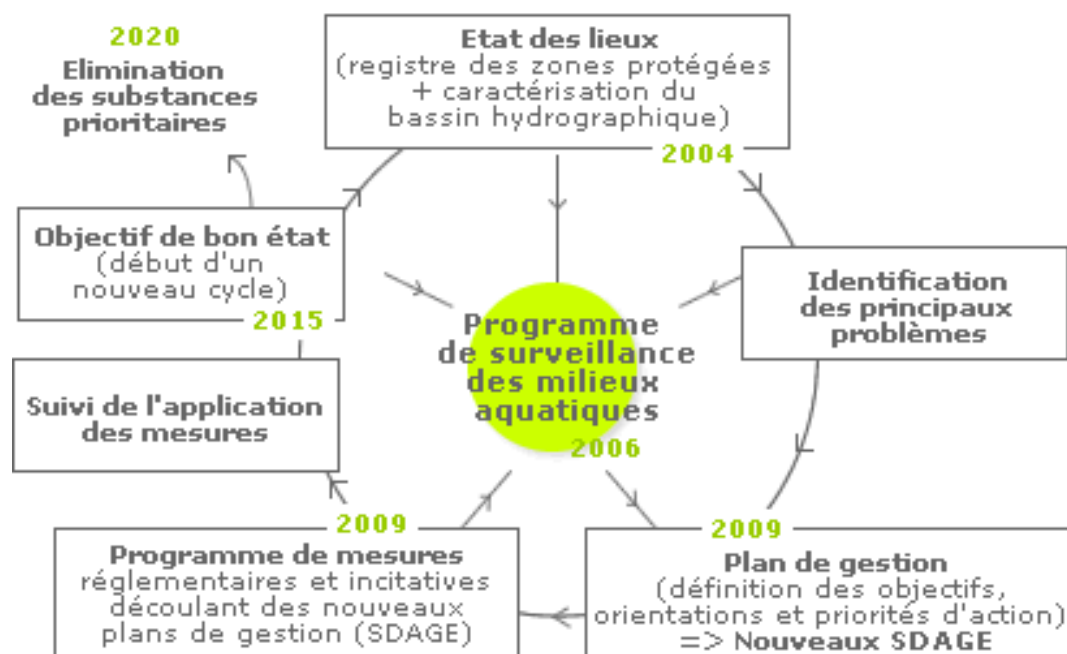 2020
Elimination
des substances
prioritaires
Etat des lieux
(registre des zones protégées
+ caractérisation du
bassin hydrographique)
2004
Objectif de bon état
(début d'un
nouveau cycle)
2015
Identification
des principaux
problèmes
Programme
de surveillance
des milieux
aquatiques
2006
Suivi de l'application
des mesures
2009
Programme de mesures
réglementaires et incitatives
découlant des nouveaux
plans de gestion (SDAGE)
2009
Plan de gestion
(définition des objectifs,
orientations et priorités d'action)
=> Nouveaux SDAGE